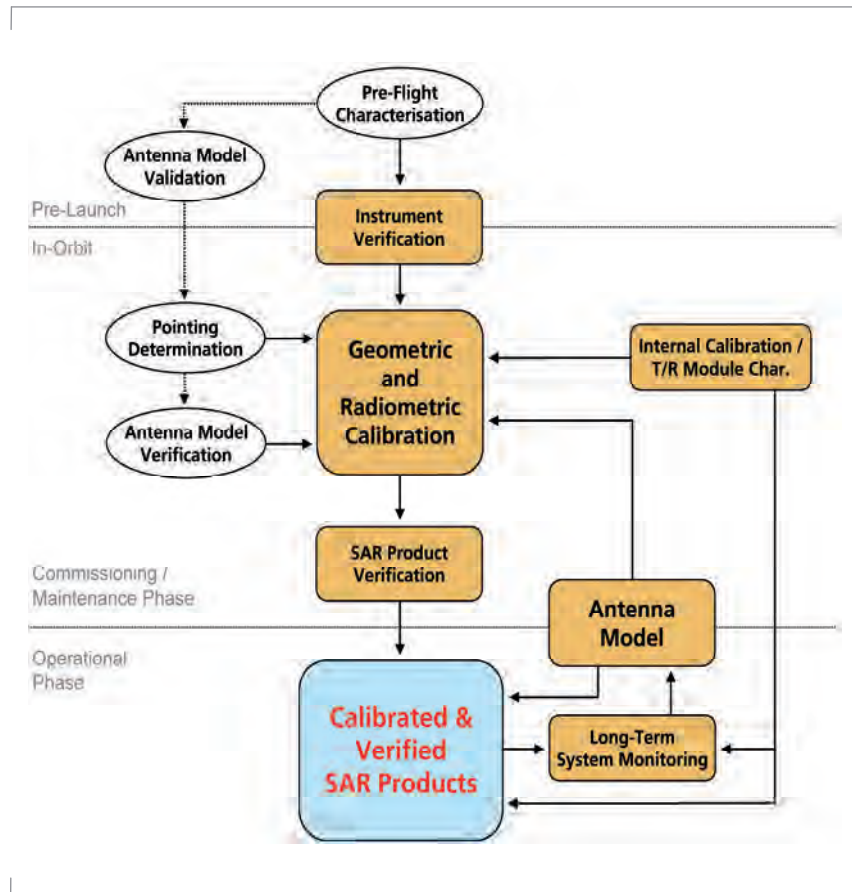 Pre-Flight
Characterisation
Antenna Model
Validation
Pre-Launch
Instrument
Verification
In-Orbit
Pointing
Determination
Geometric
and
Radiometric
Calibration
Internal Calibration /
T/R Module Char.
Antenna Model
Verification
SAR Product
Verification
Commissioning /
Maintenance Phase
Antenna
Model
Operational
Phase
Calibrated &
Verified
SAR Products
Long-Term
System Monitoring